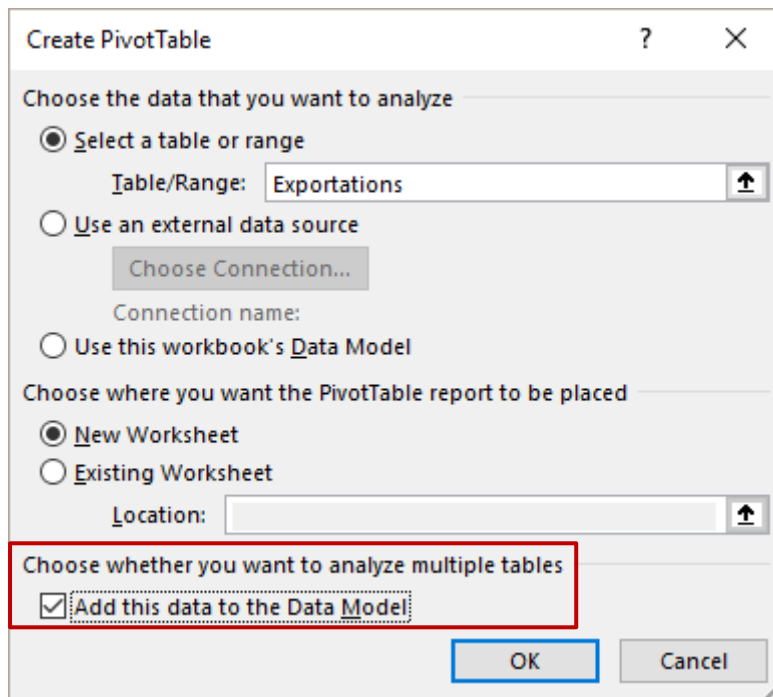 Create PivotTable ?
Choose the data that you want to analyze
Select a table or range
Table/Range: Exportations
Use an external data source
Choose Connection...
Connection name:
Use this workbook's Data Model
Choose where you want the PivotTable report to be placed
New Worksheet
Existing Worksheet
Location:
Choose whether you want to analyze multiple tables
Add this data to the Data Model
OK Cancel